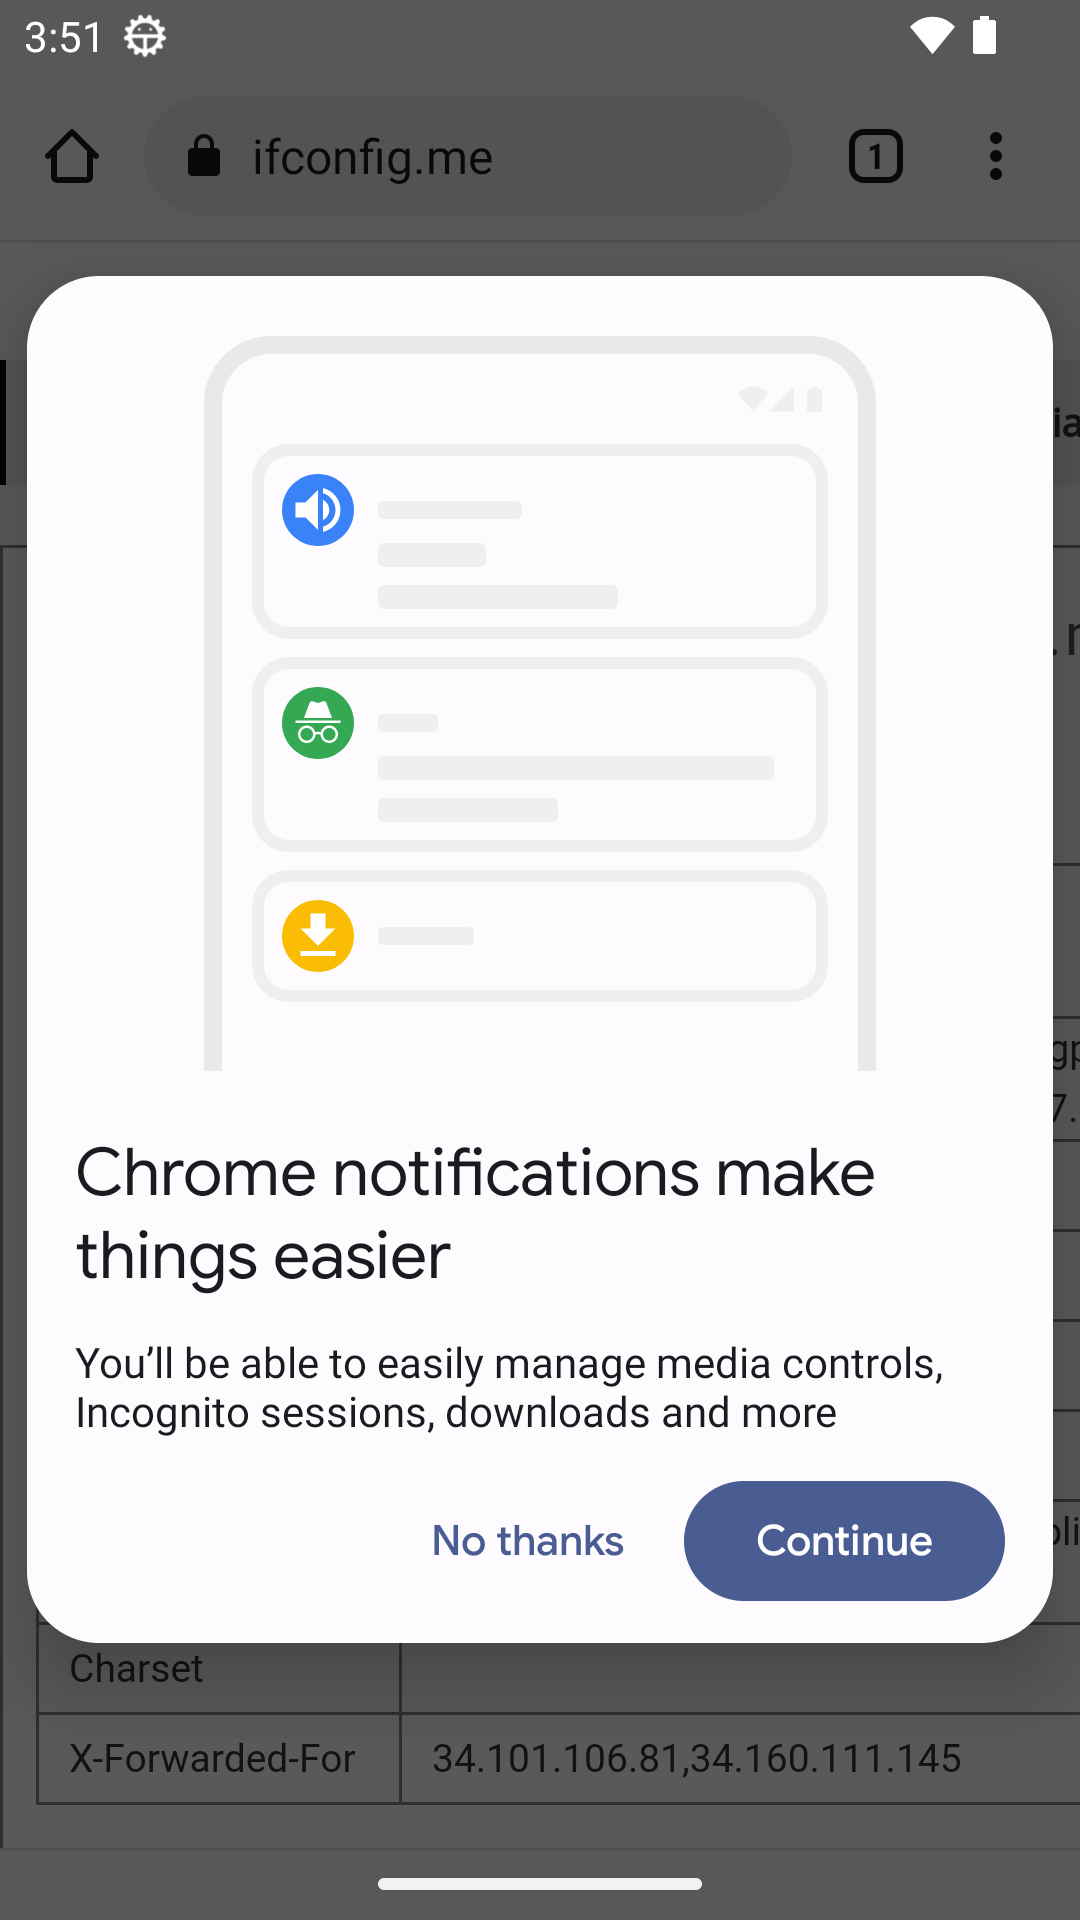 3:51
ifconfig.me
1
Chrome notifications make
things easier
You’ll be able to easily manage media controls,
Incognito sessions, downloads and more
No thanks
Continue
Charset
X-Forwarded-For
34.101.106.81,34.160.111.145